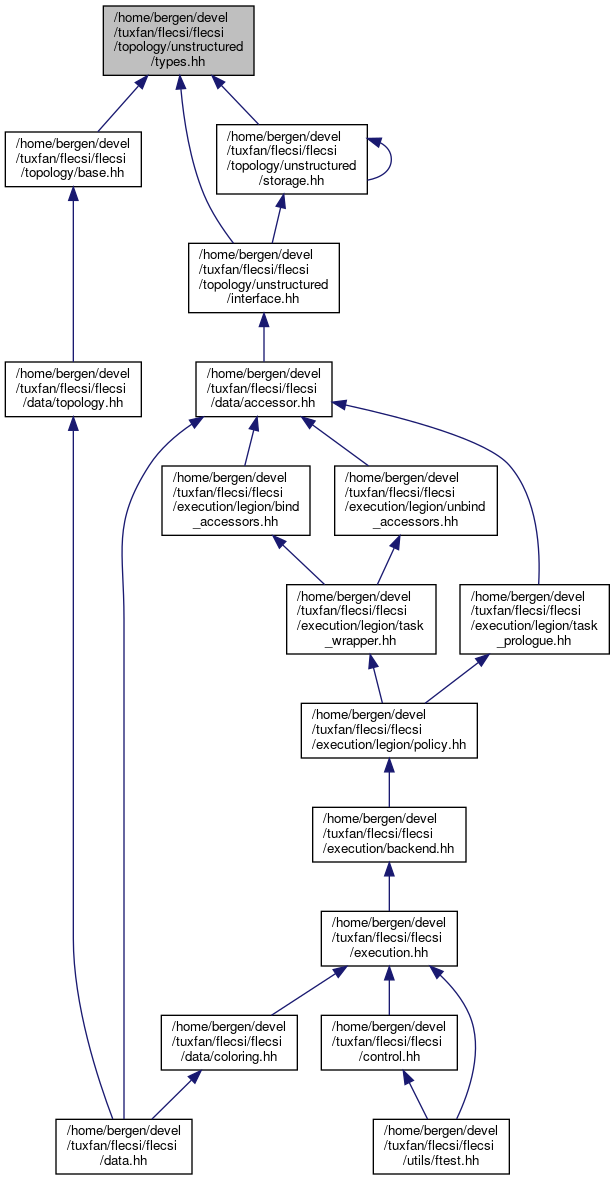 /home/bergen/devel
/tuxfan/flecsi/flecsi
/topology/unstructured
/types.hh
/home/bergen/devel
/tuxfan/flecsi/flecsi
/topology/base.hh
/home/bergen/devel
/tuxfan/flecsi/flecsi
/topology/unstructured
/storage.hh
/home/bergen/devel
/tuxfan/flecsi/flecsi
/topology/unstructured
/interface.hh
/home/bergen/devel
/tuxfan/flecsi/flecsi
/data/topology.hh
/home/bergen/devel
/tuxfan/flecsi/flecsi
/data/accessor.hh
/home/bergen/devel
/tuxfan/flecsi/flecsi
/execution/legion/bind
_accessors.hh
/home/bergen/devel
/tuxfan/flecsi/flecsi
/execution/legion/unbind
_accessors.hh
/home/bergen/devel
/tuxfan/flecsi/flecsi
/execution/legion/task
_wrapper.hh
/home/bergen/devel
/tuxfan/flecsi/flecsi
/execution/legion/task
_prologue.hh
/home/bergen/devel
/tuxfan/flecsi/flecsi
/execution/legion/policy.hh
/home/bergen/devel
/tuxfan/flecsi/flecsi
/execution/backend.hh
/home/bergen/devel
/tuxfan/flecsi/flecsi
/execution.hh
/home/bergen/devel
/tuxfan/flecsi/flecsi
/data/coloring.hh
/home/bergen/devel
/tuxfan/flecsi/flecsi
/control.hh
/home/bergen/devel
/tuxfan/flecsi/flecsi
/data.hh
/home/bergen/devel
/tuxfan/flecsi/flecsi
/utils/ftest.hh